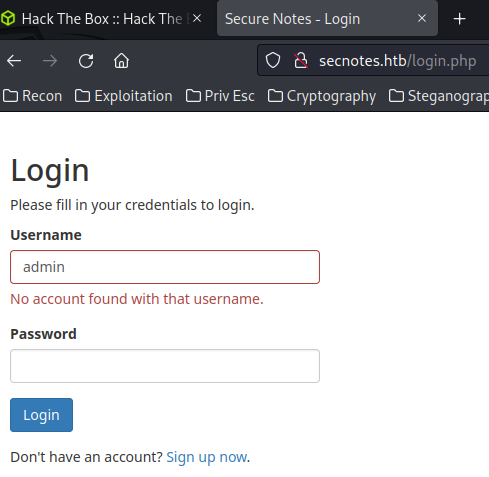 Hack The Box :: Hack The
Secure Notes - Login
secnotes.htb/login.php
Recon
Exploitation
Priv Esc
Cryptography
Steganograp
Login
Please fill in your credentials to login.
Username
admin
No account found with that username.
Password
Login
Don't have an account? Sign up now.